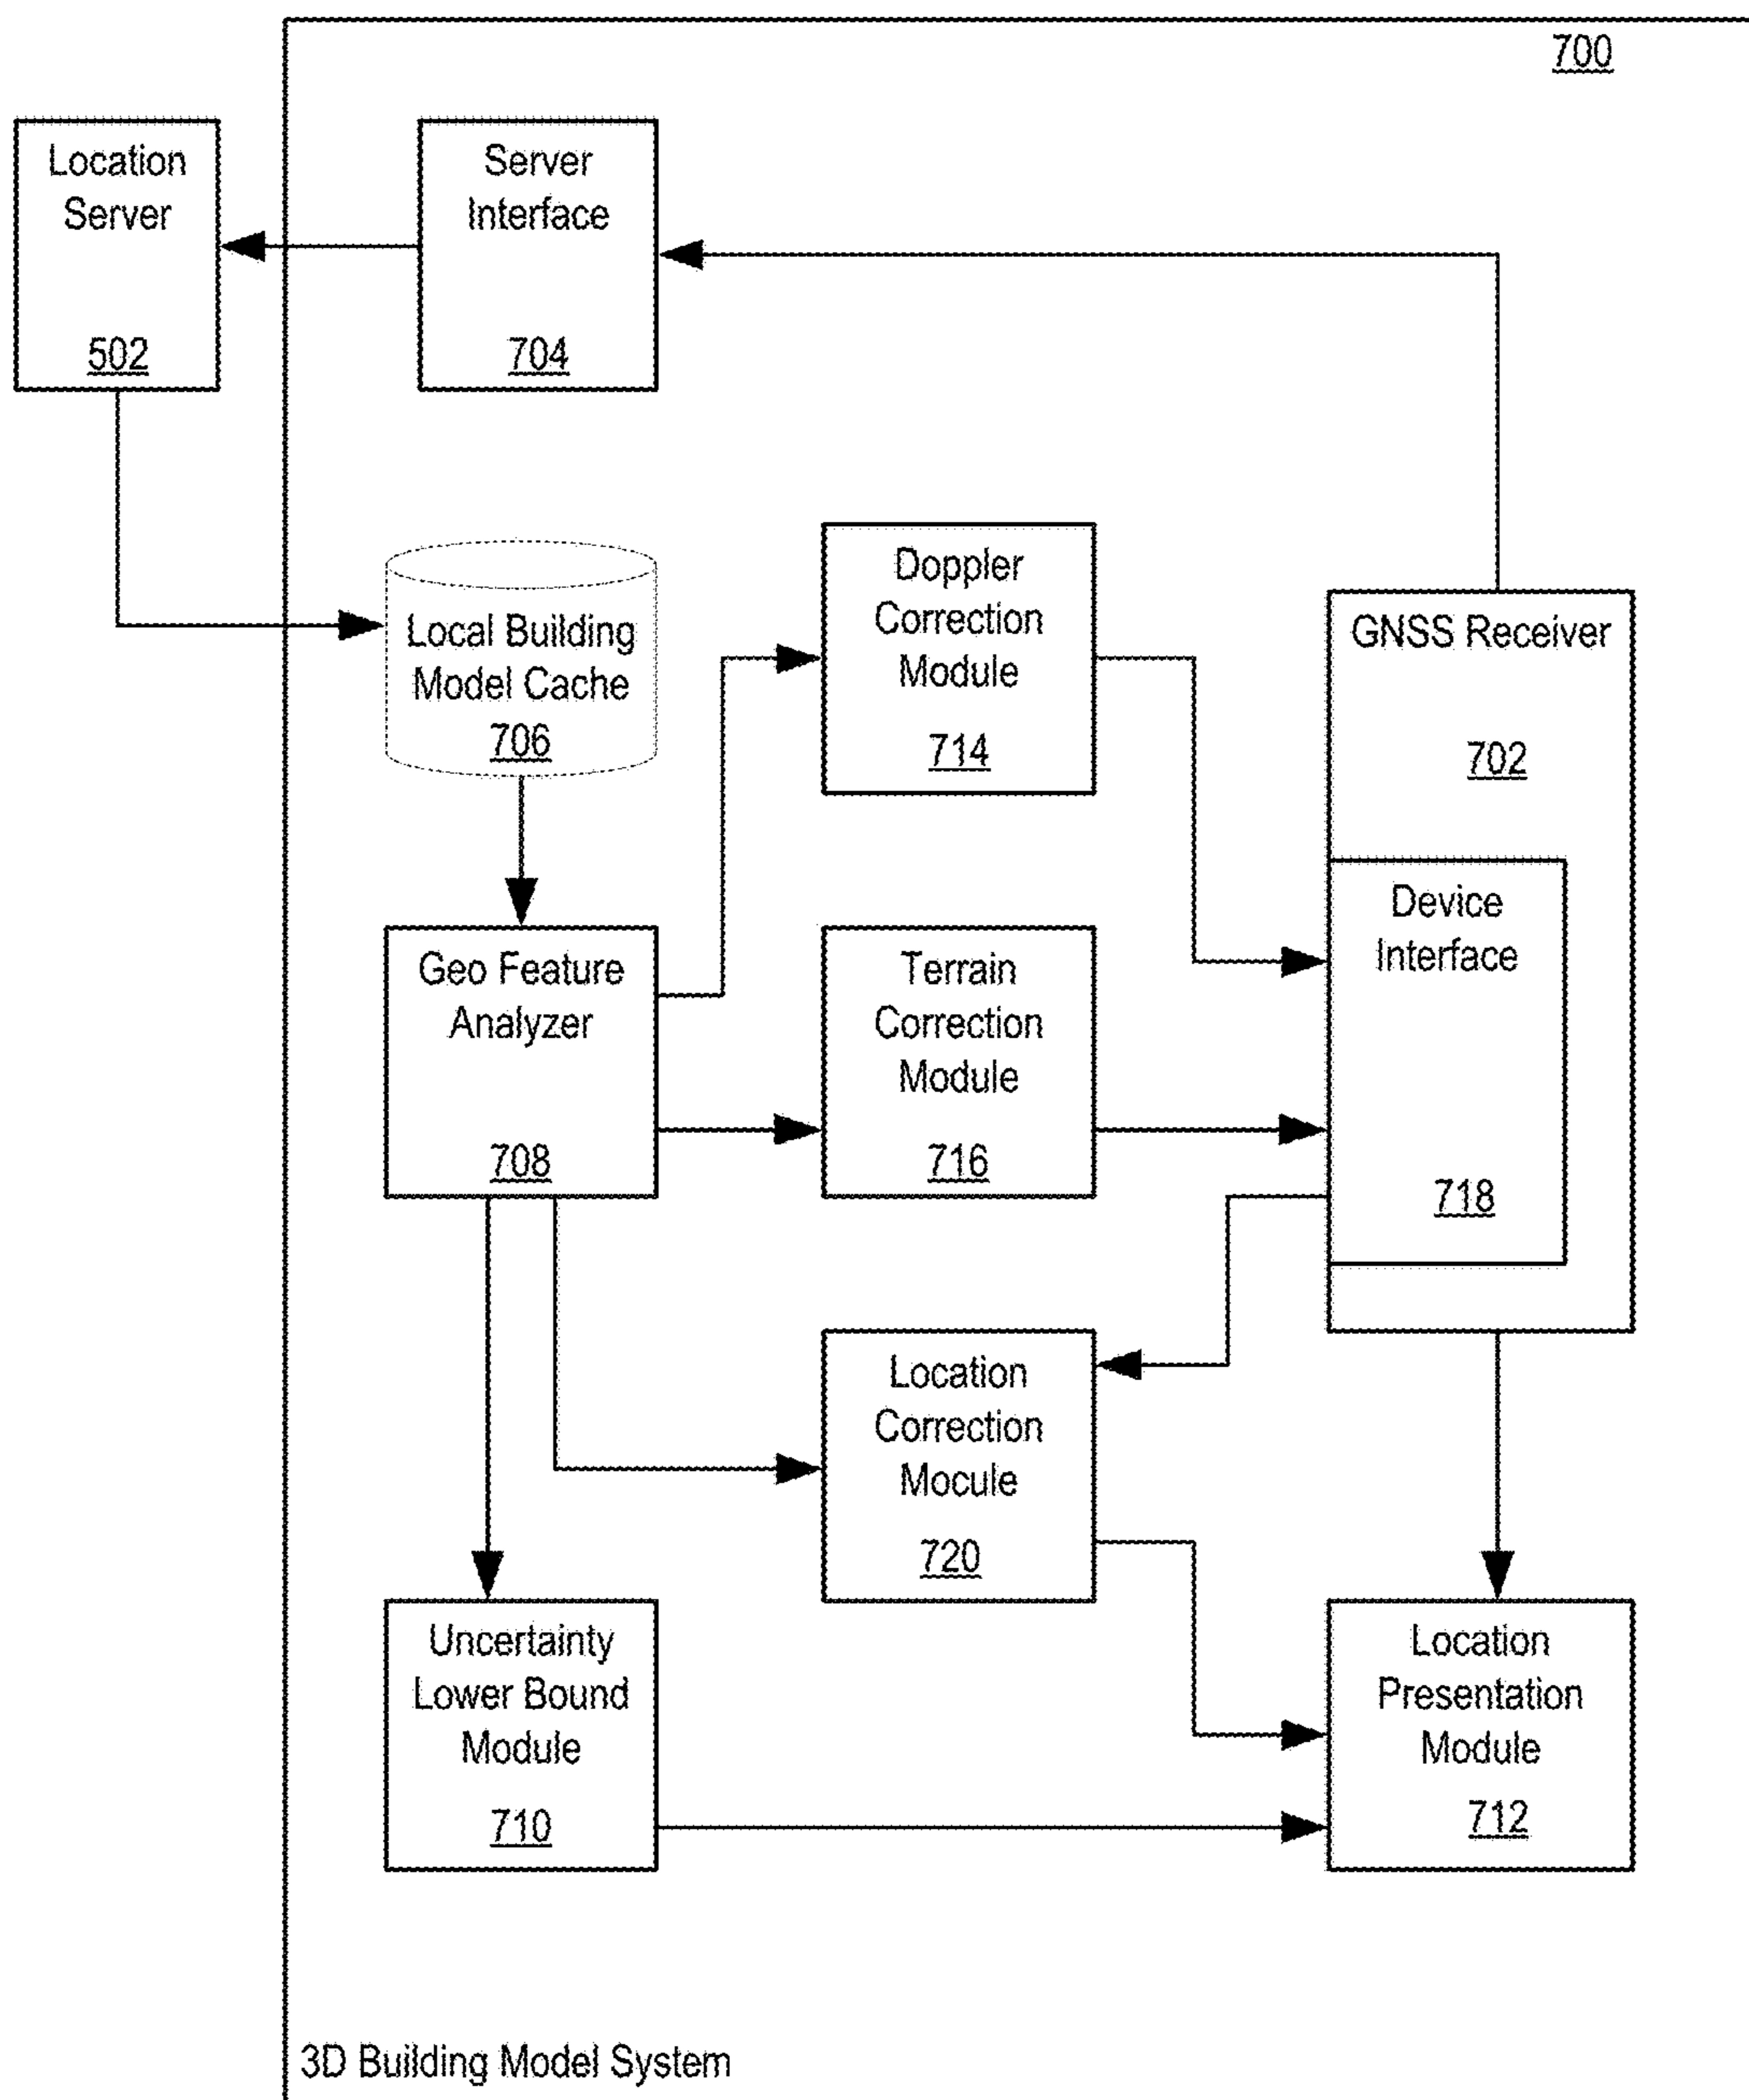 700
Location
Server
502
Server
Interface
704
Local Building
Model Cache
706
Doppler
Correction
Module
714
GNSS Receiver
702
Device
Interface
718
Geo Feature
Analyzer
708
Terrain
Correction
Module
716
Location
Correction
Mocule
720
Uncertainty
Lower Bound
Module
710
Location
Presentation
Module
712
3D Building Model System